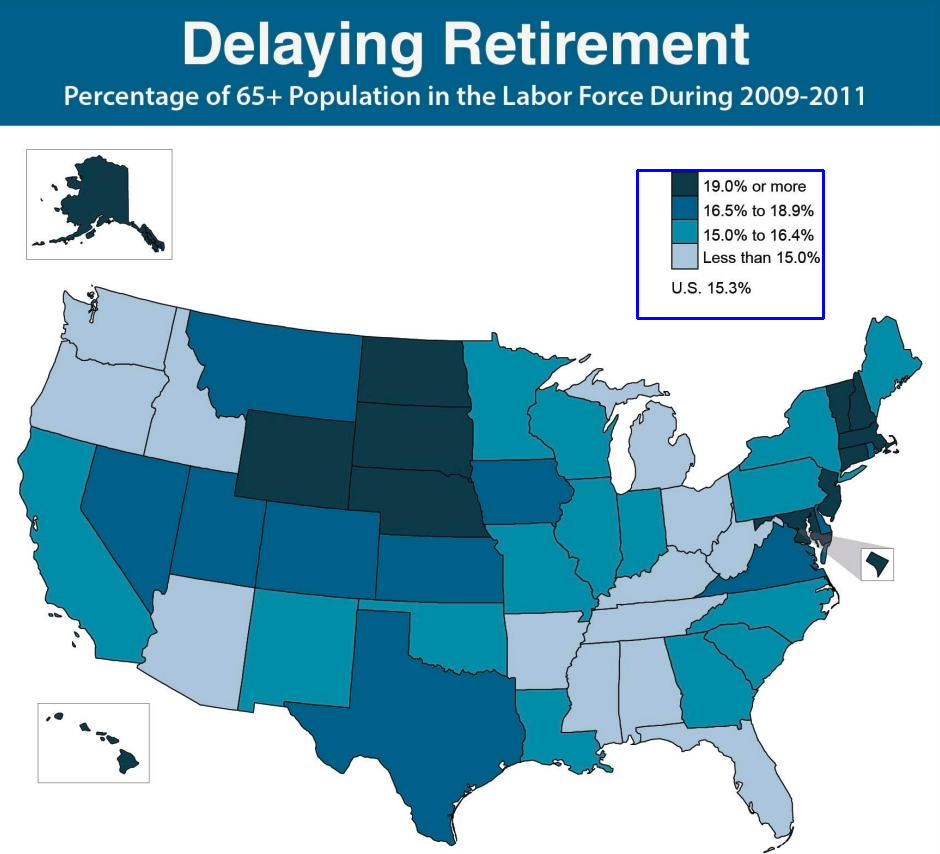 Delaying Retirement
Percentage of 65+ Population in the Labor Force During 2009-2011
19.0% or more
16.5% to 18.9%
15.0% to 16.4%
Less than 15.0%
U.S. 15.3%